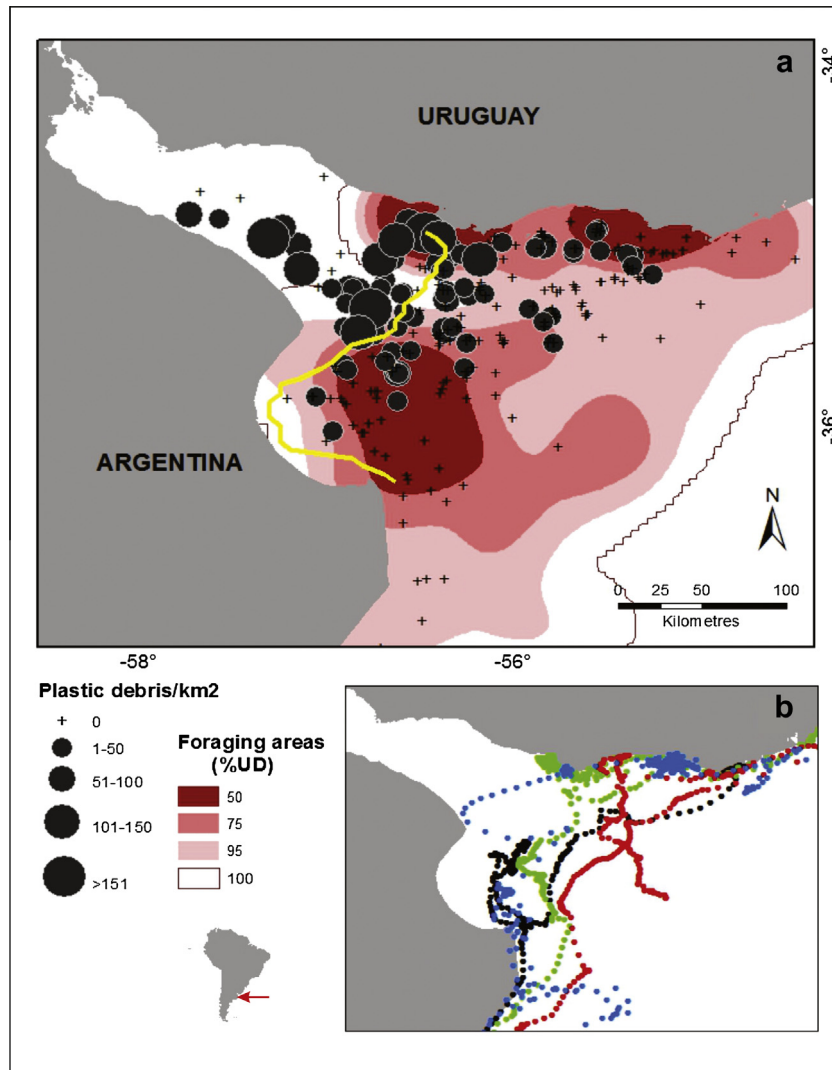 a
-34°
URUGUAY
ARGENTINA
-36°
N
0 25 50 100
Kilometres
-58° -56°
Plastic debris/km2
0
1-50
51-100
101-150
>151
Foraging areas
(%UD)
50
75
95
100
b